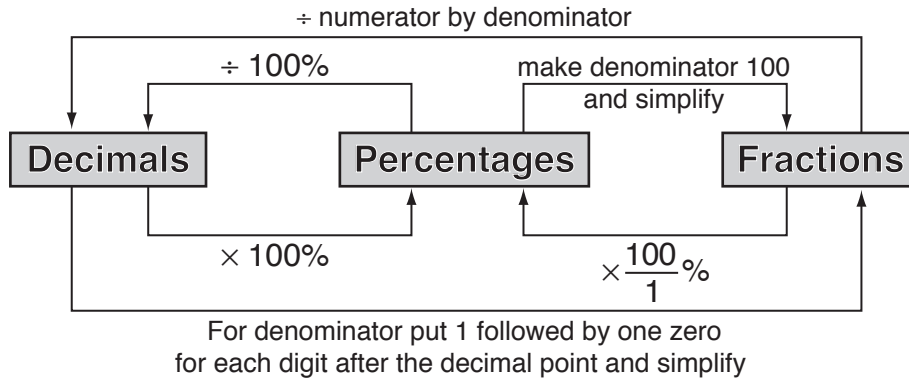 ÷ numerator by denominator
÷ 100%
make denominator 100
and simplify
Decimals
Percentages
Fractions
× 100%
× 100/1 %
For denominator put 1 followed by one zero
for each digit after the decimal point and simplify